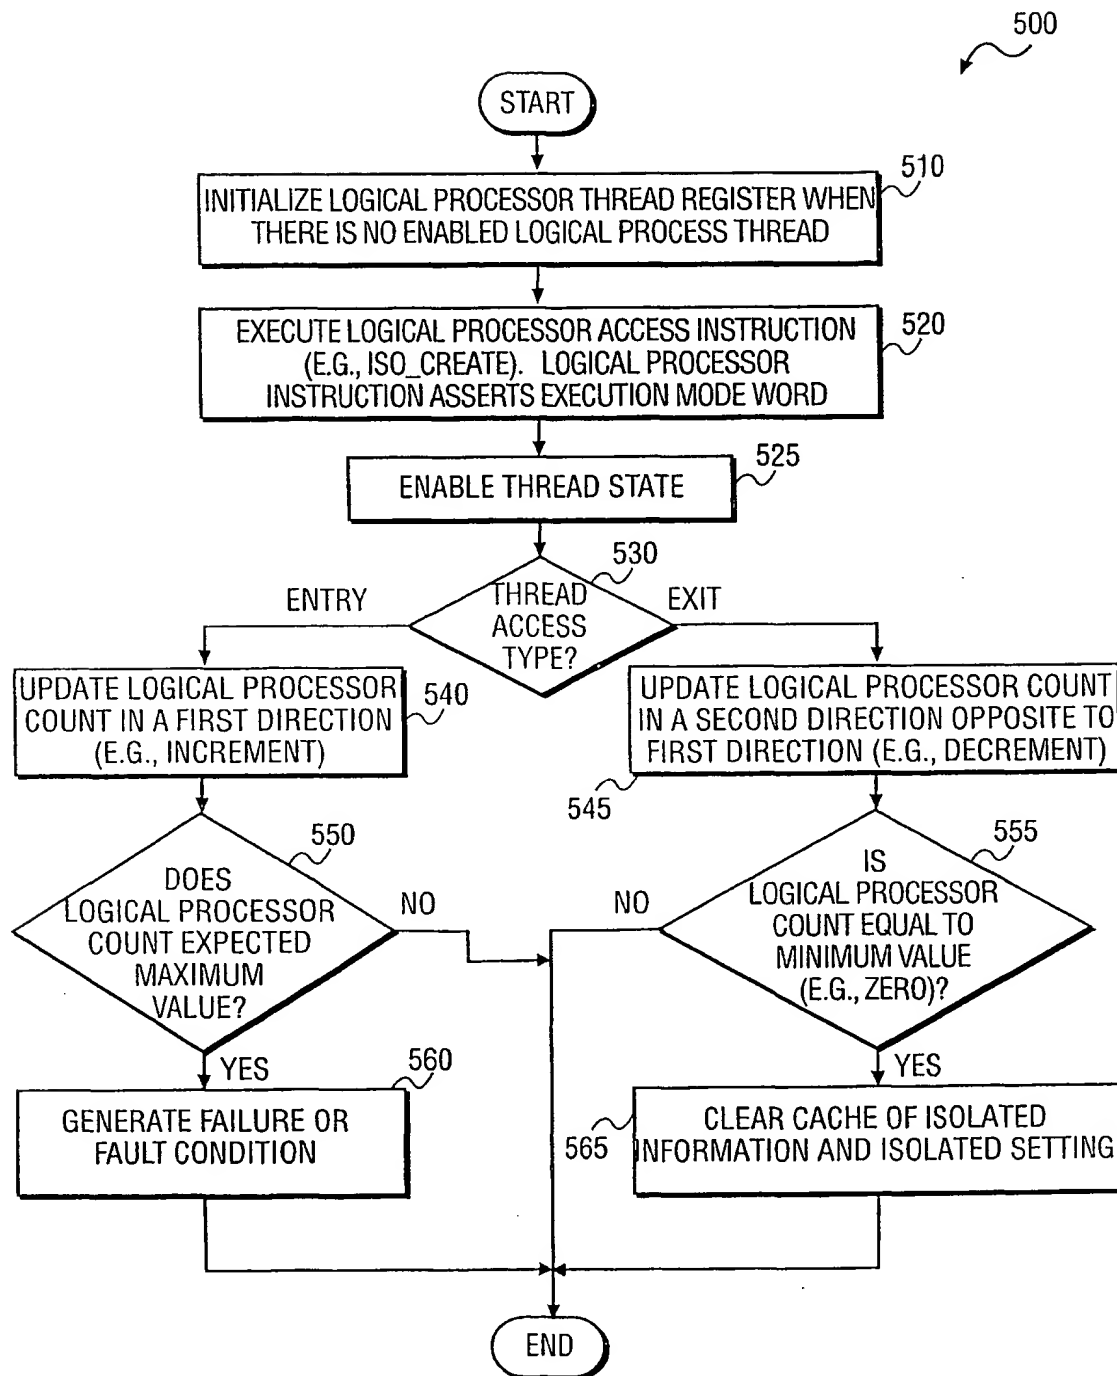 500
START
510
INITIALIZE LOGICAL PROCESSOR THREAD REGISTER WHEN
THERE IS NO ENABLED LOGICAL PROCESS THREAD
520
EXECUTE LOGICAL PROCESSOR ACCESS INSTRUCTION
(E.G., ISO_CREATE). LOGICAL PROCESSOR
INSTRUCTION ASSERTS EXECUTION MODE WORD
525
ENABLE THREAD STATE
530
THREAD
ACCESS
TYPE?
ENTRY
EXIT
UPDATE LOGICAL PROCESSOR
COUNT IN A FIRST DIRECTION
(E.G., INCREMENT)
540
UPDATE LOGICAL PROCESSOR COUNT
IN A SECOND DIRECTION OPPOSITE TO
FIRST DIRECTION (E.G., DECREMENT)
545
550
DOES
LOGICAL PROCESSOR
COUNT EXPECTED
MAXIMUM
VALUE?
NO
555
IS
LOGICAL PROCESSOR
COUNT EQUAL TO
MINIMUM VALUE
(E.G., ZERO)?
NO
YES
560
GENERATE FAILURE OR
FAULT CONDITION
YES
565
CLEAR CACHE OF ISOLATED
INFORMATION AND ISOLATED SETTING
END